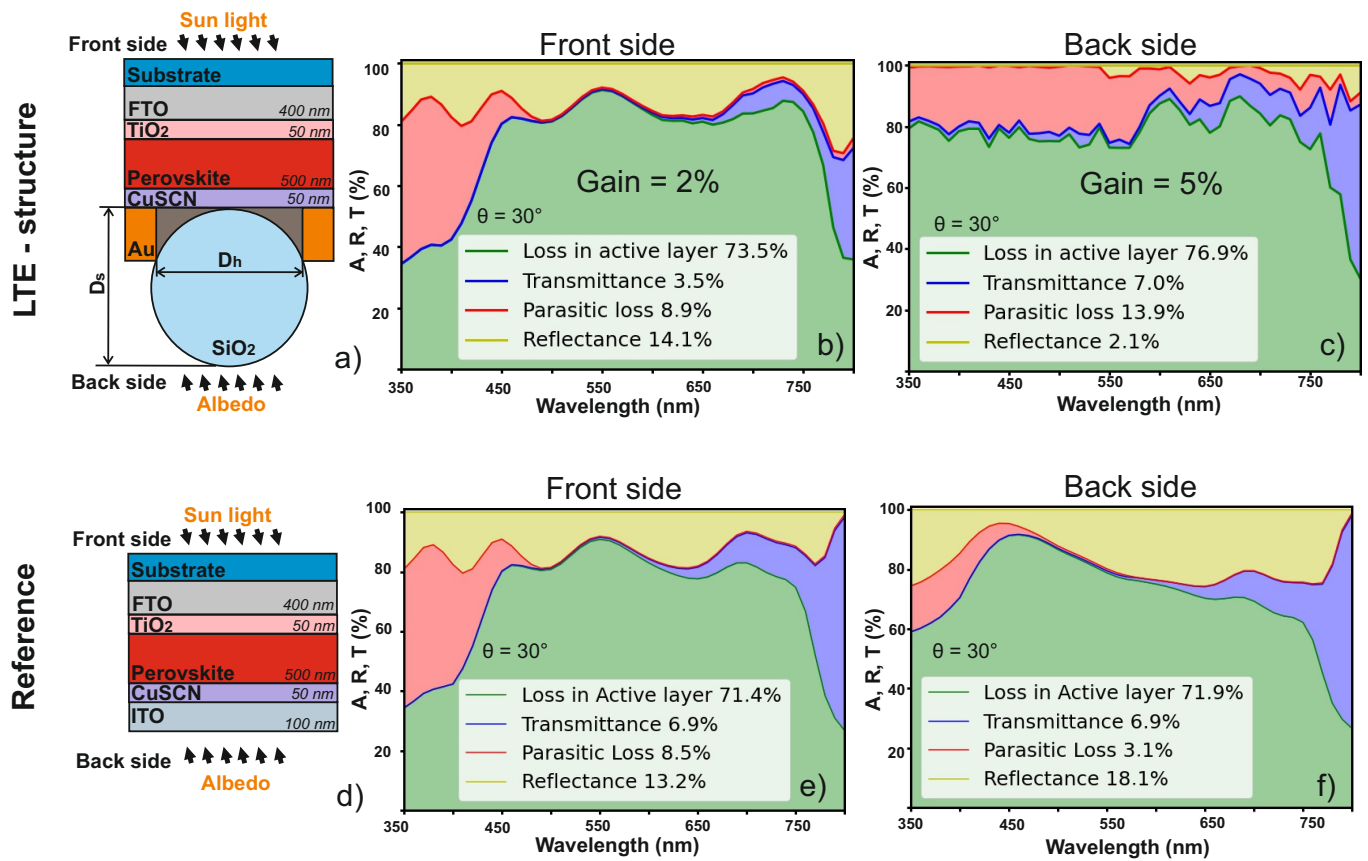 LTE - structure
Sun light
Front side
Substrate
FTO 400 nm
TiO2 50 nm
Perovskite 500 nm
CuSCN 50 nm
Au
Dh
Ds
SiO2
Back side
Albedo
a)
Front side
A, R, T (%)
100
80
60
40
20
Gain = 2%
θ = 30°
Loss in active layer 73.5%
Transmittance 3.5%
Parasitic loss 8.9%
Reflectance 14.1%
b)
350 450 550 650 750
Wavelength (nm)
Back side
A, R, T (%)
100
80
60
40
20
0
Gain = 5%
θ = 30°
Loss in active layer 76.9%
Transmittance 7.0%
Parasitic loss 13.9%
Reflectance 2.1%
c)
350 450 550 650 750
Wavelength (nm)
Reference
Sun light
Front side
Substrate
FTO 400 nm
TiO2 50 nm
Perovskite 500 nm
CuSCN 50 nm
ITO 100 nm
Back side
Albedo
d)
Front side
A, R, T (%)
100
80
60
40
20
θ = 30°
Loss in Active layer 71.4%
Transmittance 6.9%
Parasitic Loss 8.5%
Reflectance 13.2%
e)
350 450 550 650 750
Wavelength (nm)
Back side
A, R, T (%)
100
80
60
40
20
θ = 30°
Loss in Active layer 71.9%
Transmittance 6.9%
Parasitic Loss 3.1%
Reflectance 18.1%
f)
350 450 550 650 750
Wavelength (nm)